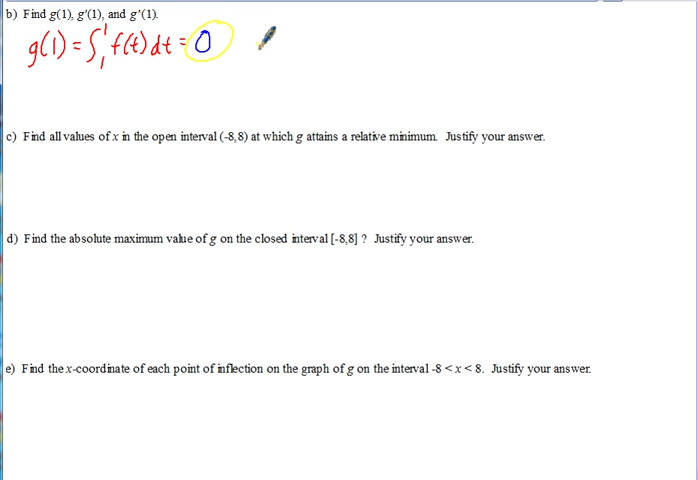 b) Find g(1), g'(1), and g"(1).
g(1) = ∫₁¹ f(t) dt = 0
c) Find all values of x in the open interval (-8,8) at which g attains a relative minimum. Justify your answer.
d) Find the absolute maximum value of g on the closed interval [-8,8] ? Justify your answer.
e) Find the x-coordinate of each point of inflection on the graph of g on the interval -8 < x < 8. Justify your answer.